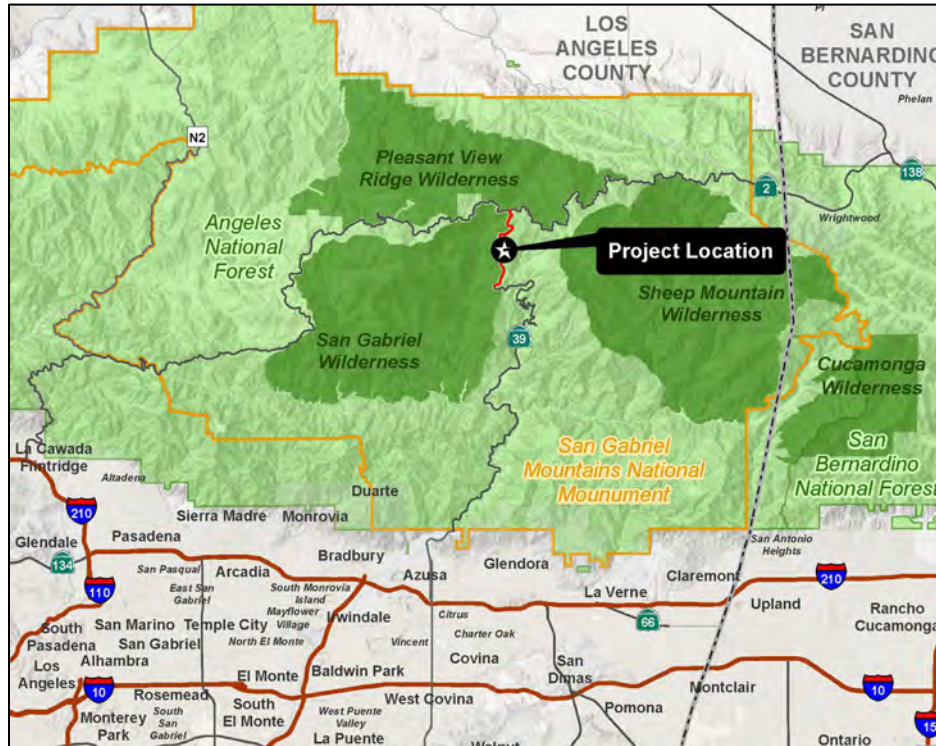 LOS
ANGELES
COUNTY
SAN
BERNARDINO
COUNTY
Phelan
N2
138
2
Pleasant View
Ridge Wilderness
Angeles
National
Forest
Wrightwood
Project Location
Sheep Mountain
Wilderness
San Gabriel
Wilderness
39
Cucamonga
Wilderness
San Gabriel
Mountains National
Mounument
San
Bernardino
National Forest
La Cawada
Flintridge
Altadena
Duarte
210
Sierra Madre
Monrovia
Glendale
Pasadena
San Antonio
Heights
134
Bradbury
Glendora
San Pasqual
Arcadia
Azusa
Claremont
210
110
East San
Gabriel
South Monrovia
Island
La Verne
Upland
Mayflower
Village
Irwindale
Citrus
66
Rancho
Cucamonga
South
Pasadena
San Marino
Temple City
San Gabriel
North El Monte
Vincent
Charter Oak
Los
Angeles
Alhambra
El Monte
Baldwin Park
Covina
San
Dimas
10
Rosemead
West Covina
Montclair
10
Monterey
Park
South
San
Gabriel
South
El Monte
West Puente
Valley
La Puente
Pomona
Walnut
Ontario
15